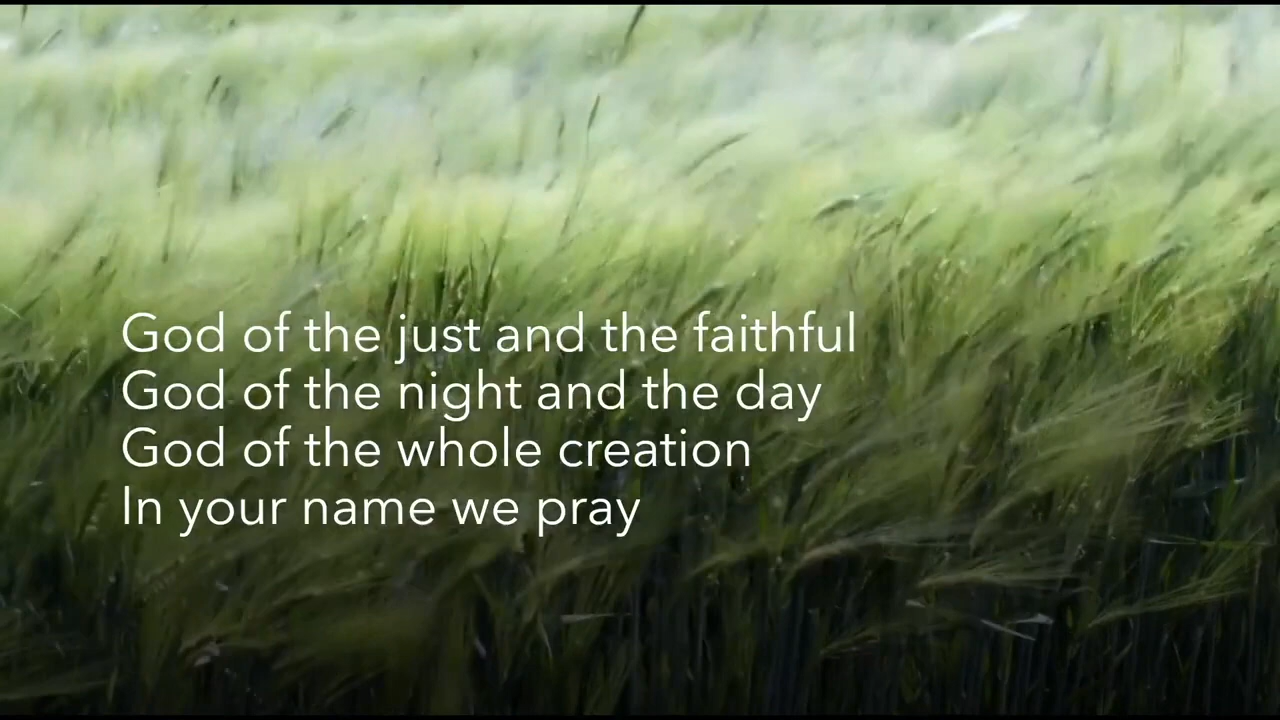 God of the just and the faithful
God of the night and the day
God of the whole creation
In your name we pray